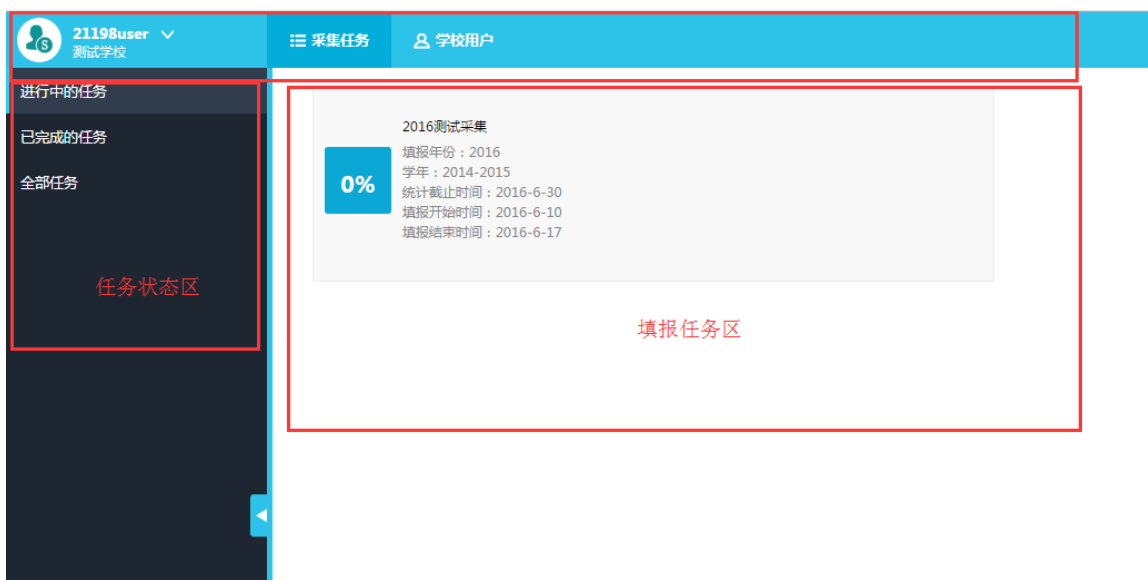 21198user
测试学校
采集任务
学校用户
进行中的任务
已完成的任务
全部任务
任务状态区
2016测试采集
0%
填报年份：2016
学年：2014-2015
统计截止时间：2016-6-30
填报开始时间：2016-6-10
填报结束时间：2016-6-17
填报任务区